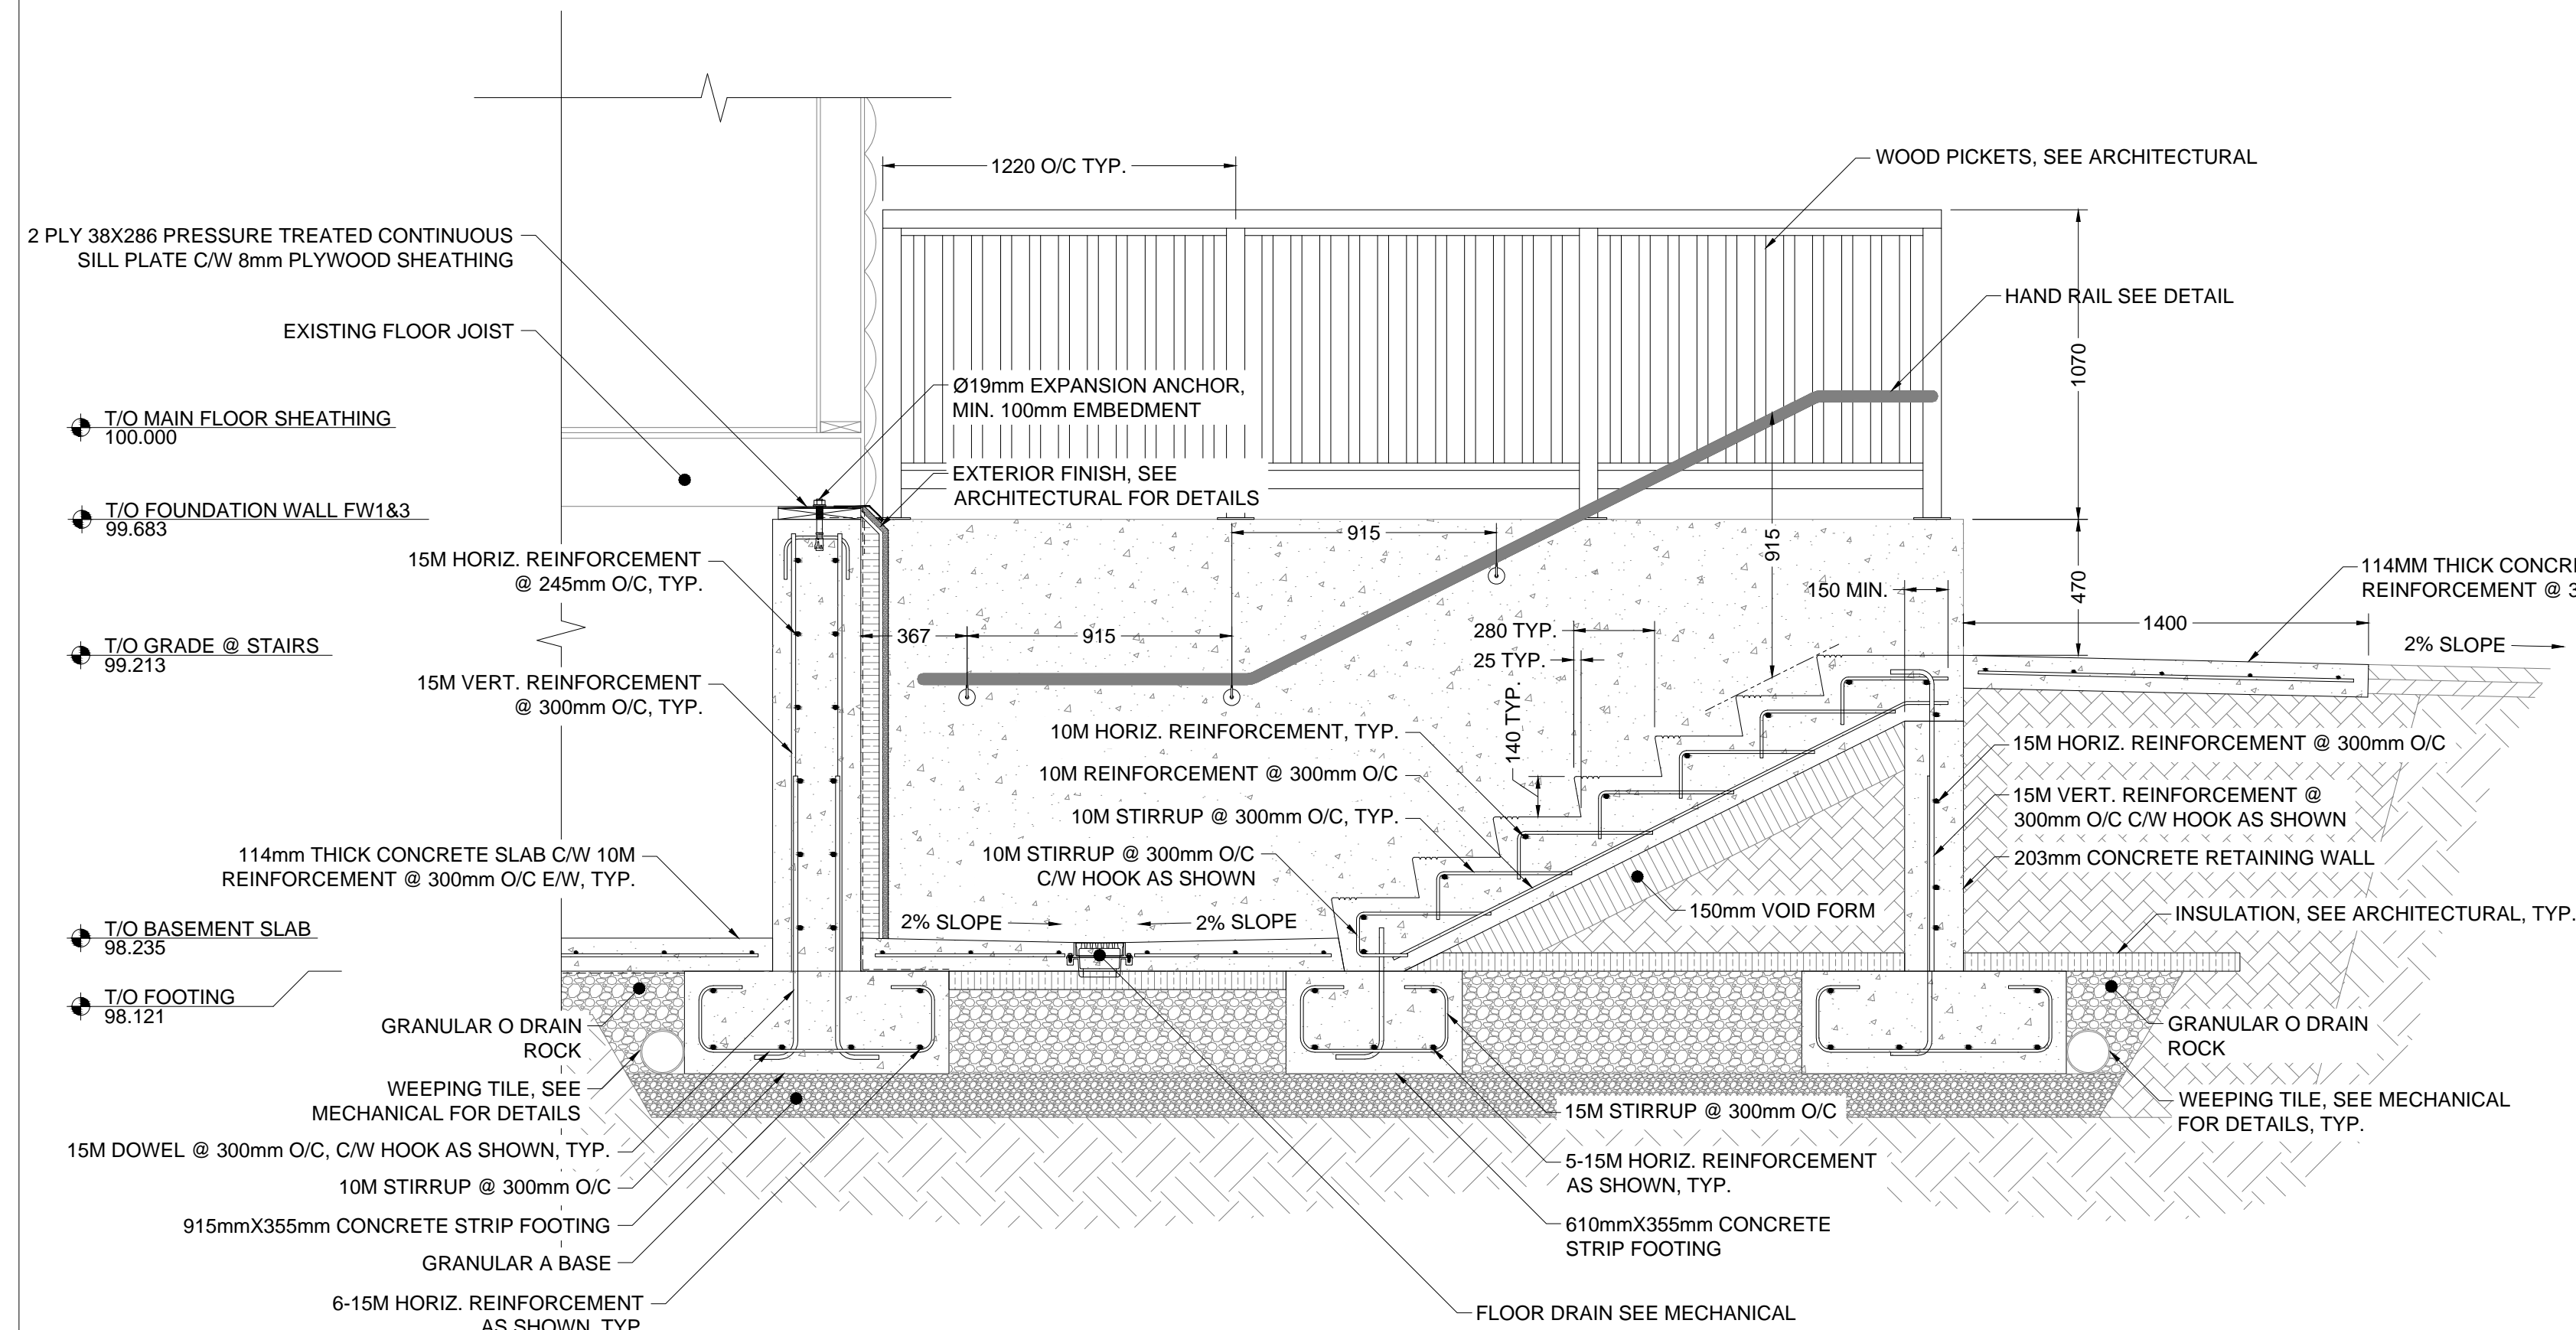 1220 O/C TYP.
WOOD PICKETS, SEE ARCHITECTURAL
2 PLY 38X286 PRESSURE TREATED CONTINUOUS
SILL PLATE C/W 8mm PLYWOOD SHEATHING
HAND RAIL SEE DETAIL
EXISTING FLOOR JOIST
1070
Ø19mm EXPANSION ANCHOR,
MIN. 100mm EMBEDMENT
T/O MAIN FLOOR SHEATHING
100.000
EXTERIOR FINISH, SEE
ARCHITECTURAL FOR DETAILS
T/O FOUNDATION WALL FW1&3
99.683
915
915
15M HORIZ. REINFORCEMENT
@ 245mm O/C, TYP.
470
114MM THICK CONCR
REINFORCEMENT @ 3
150 MIN.
367
915
280 TYP.
1400
T/O GRADE @ STAIRS
99.213
25 TYP.
2% SLOPE
15M VERT. REINFORCEMENT
@ 300mm O/C, TYP.
140 TYP.
10M HORIZ. REINFORCEMENT, TYP.
15M HORIZ. REINFORCEMENT @ 300mm O/C
10M REINFORCEMENT @ 300mm O/C
15M VERT. REINFORCEMENT @
300mm O/C C/W HOOK AS SHOWN
10M STIRRUP @ 300mm O/C, TYP.
114mm THICK CONCRETE SLAB C/W 10M
REINFORCEMENT @ 300mm O/C E/W, TYP.
10M STIRRUP @ 300mm O/C
C/W HOOK AS SHOWN
203mm CONCRETE RETAINING WALL
150mm VOID FORM
INSULATION, SEE ARCHITECTURAL, TYP.
2% SLOPE
2% SLOPE
T/O BASEMENT SLAB
98.235
T/O FOOTING
98.121
GRANULAR O DRAIN
ROCK
GRANULAR O DRAIN
ROCK
WEEPING TILE, SEE
MECHANICAL FOR DETAILS
WEEPING TILE, SEE MECHANICAL
FOR DETAILS, TYP.
15M STIRRUP @ 300mm O/C
15M DOWEL @ 300mm O/C, C/W HOOK AS SHOWN, TYP.
5-15M HORIZ. REINFORCEMENT
AS SHOWN, TYP.
10M STIRRUP @ 300mm O/C
915mmX355mm CONCRETE STRIP FOOTING
610mmX355mm CONCRETE
STRIP FOOTING
GRANULAR A BASE
6-15M HORIZ. REINFORCEMENT
AS SHOWN, TYP.
FLOOR DRAIN SEE MECHANICAL